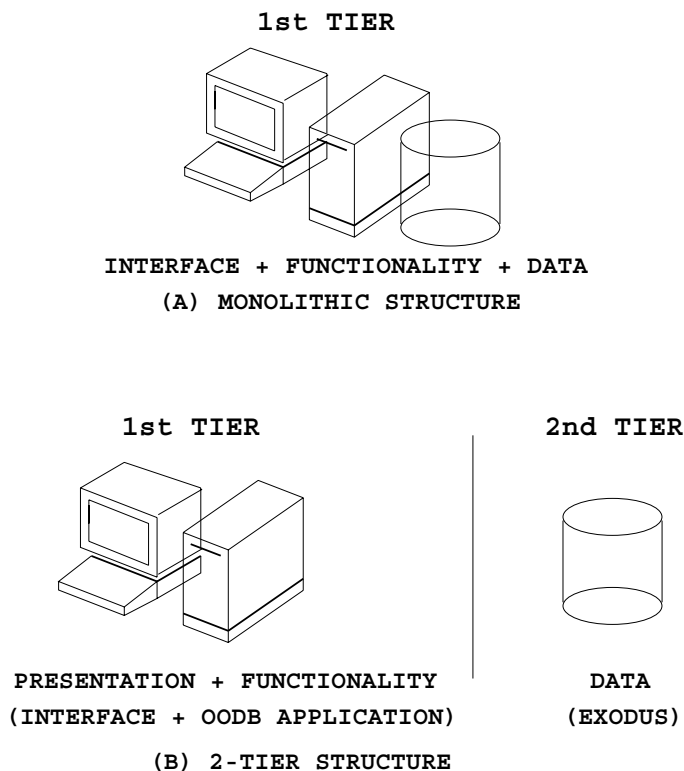 1st TIER
INTERFACE + FUNCTIONALITY + DATA
(A) MONOLITHIC STRUCTURE
1st TIER
2nd TIER
PRESENTATION + FUNCTIONALITY
(INTERFACE + OODB APPLICATION)
DATA
(EXODUS)
(B) 2-TIER STRUCTURE